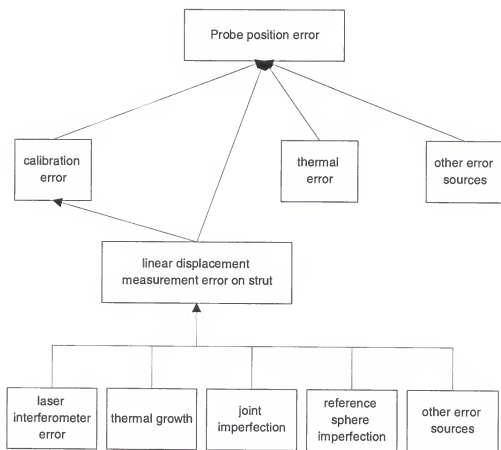 Probe position error
calibration
error
thermal
error
other error
sources
linear displacement
measurement error on strut
laser
interferometer
error
thermal growth
joint
imperfection
reference
sphere
imperfection
other error
sources